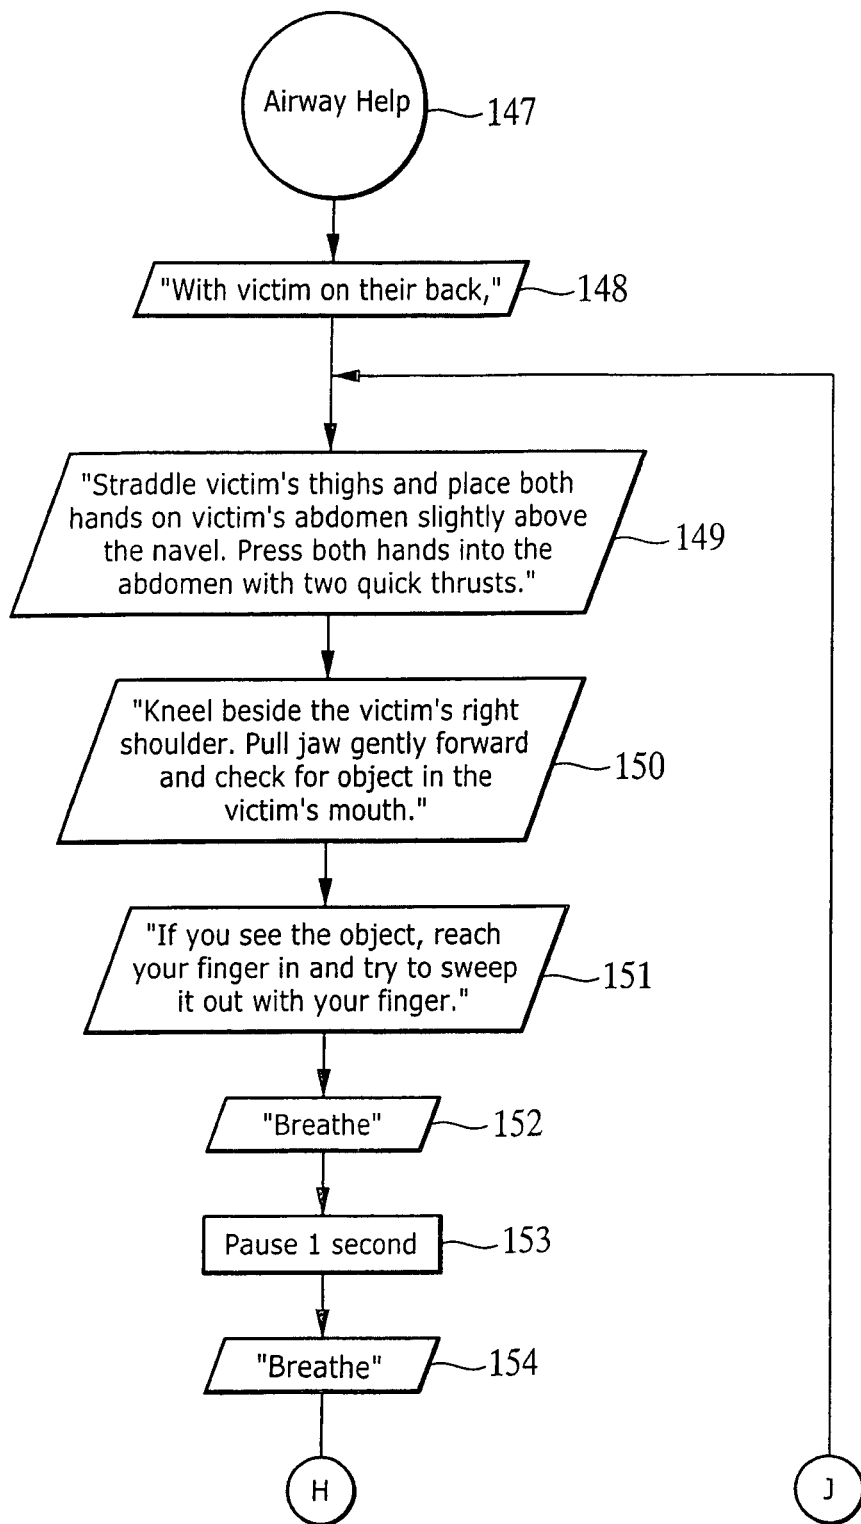 Airway Help
147
"With victim on their back,"
148
"Straddle victim's thighs and place both
hands on victim's abdomen slightly above
the navel. Press both hands into the
abdomen with two quick thrusts."
149
"Kneel beside the victim's right
shoulder. Pull jaw gently forward
and check for object in the
victim's mouth."
150
"If you see the object, reach
your finger in and try to sweep
it out with your finger."
151
"Breathe"
152
Pause 1 second
153
"Breathe"
154
H
J